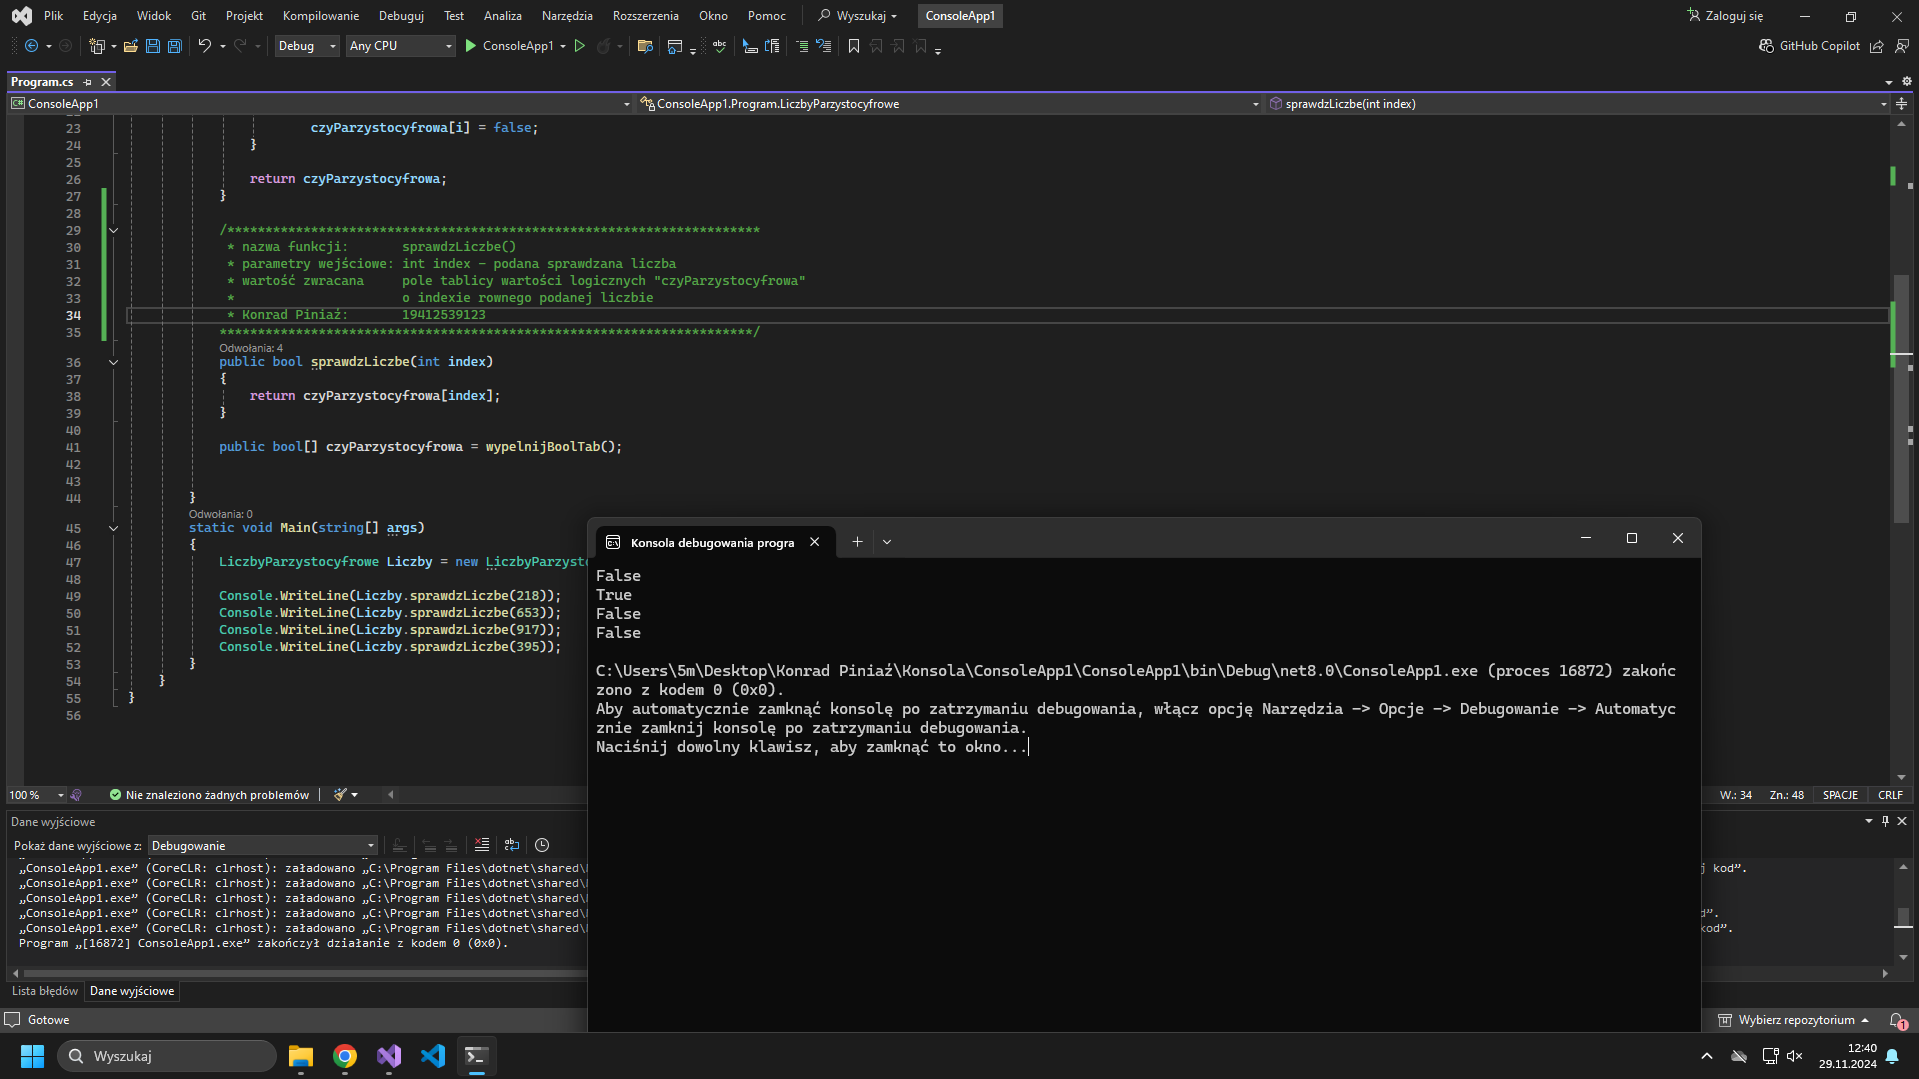 Plik Edycja Widok Git Projekt Kompilowanie Debuguj Test Analiza Narzędzia Rozszerzenia Okno Pomoc Wyszukaj ConsoleApp1 Zaloguj się
Debug Any CPU ConsoleApp1 GitHub Copilot
Program.cs
ConsoleApp1 ConsoleApp1.Program.LiczbyParzystocyfrowe sprawdzLiczbe(int index)
23 czyParzystocyfrowa[i] = false;
24 }
25
26 return czyParzystocyfrowa;
27 }
28
29 /**********************************************************************
30 * nazwa funkcji: sprawdzLiczbe()
31 * parametry wejściowe: int index - podana sprawdzana liczba
32 * wartość zwracana pole tablicy wartości logicznych "czyParzystocyfrowa"
33 * o indexie rownego podanej liczbie
34 * Konrad Piniaź: 19412539123
35 **********************************************************************/
Odwołania: 4
36 public bool sprawdzLiczbe(int index)
37 {
38 return czyParzystocyfrowa[index];
39 }
40
41 public bool[] czyParzystocyfrowa = wypelnijBoolTab();
42
43
44 }
Odwołania: 0
45 static void Main(string[] args)
46 {
47 LiczbyParzystocyfrowe Liczby = new LiczbyParzysto
48
49 Console.WriteLine(Liczby.sprawdzLiczbe(218));
50 Console.WriteLine(Liczby.sprawdzLiczbe(653));
51 Console.WriteLine(Liczby.sprawdzLiczbe(917));
52 Console.WriteLine(Liczby.sprawdzLiczbe(395));
53 }
54 }
55 }
56
Konsola debugowania progra
False
True
False
False
C:\Users\5m\Desktop\Konrad Piniaź\Konsola\ConsoleApp1\ConsoleApp1\bin\Debug\net8.0\ConsoleApp1.exe (proces 16872) zakońc
zono z kodem 0 (0x0).
Aby automatycznie zamknąć konsolę po zatrzymaniu debugowania, włącz opcję Narzędzia -> Opcje -> Debugowanie -> Automatyc
znie zamknij konsolę po zatrzymaniu debugowania.
Naciśnij dowolny klawisz, aby zamknąć to okno...
100 % Nie znaleziono żadnych problemów W.: 34 Zn.: 48 SPACJE CRLF
Dane wyjściowe
Pokaż dane wyjściowe z: Debugowanie
„ConsoleApp1.exe” (CoreCLR: clrhost): załadowano „C:\Program Files\dotnet\shared\ j kod”.
„ConsoleApp1.exe” (CoreCLR: clrhost): załadowano „C:\Program Files\dotnet\shared\
„ConsoleApp1.exe” (CoreCLR: clrhost): załadowano „C:\Program Files\dotnet\shared\
„ConsoleApp1.exe” (CoreCLR: clrhost): załadowano „C:\Program Files\dotnet\shared\ d”.
„ConsoleApp1.exe” (CoreCLR: clrhost): załadowano „C:\Program Files\dotnet\shared\ kod”.
Program „[16872] ConsoleApp1.exe” zakończył działanie z kodem 0 (0x0).
Lista błędów Dane wyjściowe
Gotowe Wybierz repozytorium 1
Wyszukaj 12:40
29.11.2024